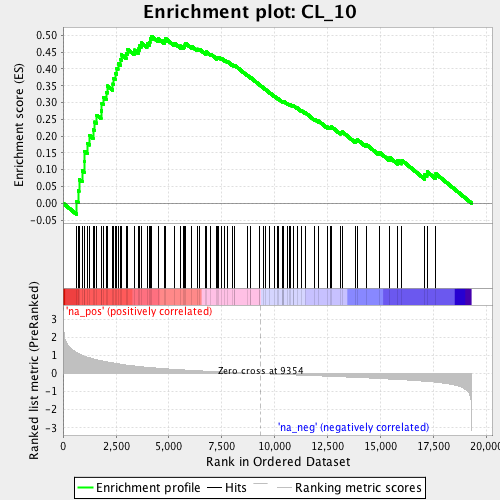 Enrichment plot: CL_10
Enrichment score (ES)
0.50
0.45
0.40
0.35
0.30
0.25
0.20
0.15
0.10
0.05
0.00
-0.05
'na_pos' (positively correlated)
Ranked list metric (PreRanked)
3
2
1
0
-1
-2
-3
Zero cross at 9354
'na_neg' (negatively correlated)
0
2,500
5,000
7,500
10,000
12,500
15,000
17,500
20,000
Rank in Ordered Dataset
Enrichment profile
Hits
Ranking metric scores